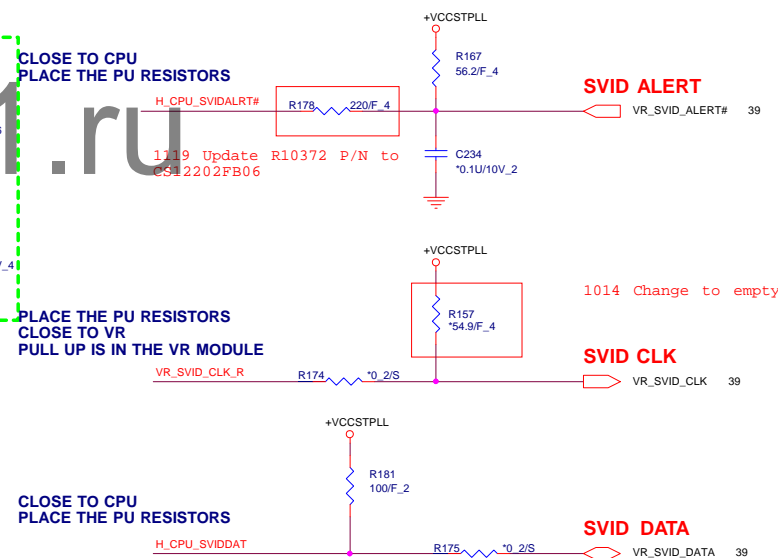 +VCCSTPLL
CLOSE TO CPU
PLACE THE PU RESISTORS
R167
56.2/F_4
SVID ALERT
H_CPU_SVIDALRT#
R178
220/F_4
VR_SVID_ALERT# 39
1.ru
1119 Update R10372 P/N to
CS12202FB06
C234
*0.1U/10V_2
_4
+VCCSTPLL
1014 Change to empty
PLACE THE PU RESISTORS
CLOSE TO VR
PULL UP IS IN THE VR MODULE
R157
*54.9/F_4
SVID CLK
VR_SVID_CLK_R
R174
*0_2/S
VR_SVID_CLK 39
+VCCSTPLL
R181
100/F_2
CLOSE TO CPU
PLACE THE PU RESISTORS
SVID DATA
H_CPU_SVIDDAT
R175
*0_2/S
VR_SVID_DATA 39